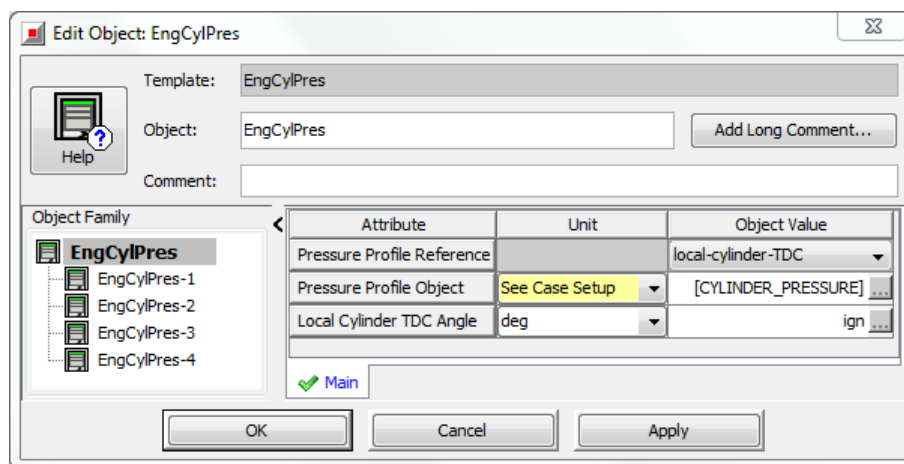 Edit Object: EngCylPres
Help
Template: EngCylPres
Object: EngCylPres Add Long Comment...
Comment:
Object Family
EngCylPres
EngCylPres-1
EngCylPres-2
EngCylPres-3
EngCylPres-4
Attribute Unit Object Value
Pressure Profile Reference local-cylinder-TDC
Pressure Profile Object See Case Setup [CYLINDER_PRESSURE] ...
Local Cylinder TDC Angle deg ign ...
Main
OK Cancel Apply